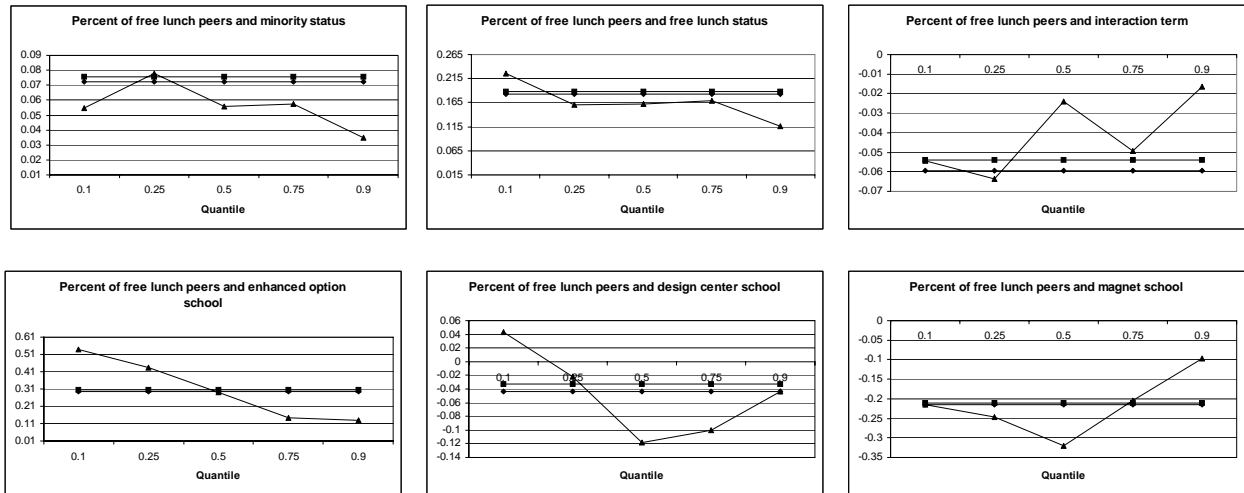 Percent of free lunch peers and minority status
0.09
0.08
0.07
0.06
0.05
0.04
0.03
0.02
0.01
0.1 0.25 0.5 0.75 0.9
Quantile
Percent of free lunch peers and free lunch status
0.265
0.215
0.165
0.115
0.065
0.015
0.1 0.25 0.5 0.75 0.9
Quantile
Percent of free lunch peers and interaction term
0
-0.01
-0.02
-0.03
-0.04
-0.05
-0.06
-0.07
0.1 0.25 0.5 0.75 0.9
Quantile
Percent of free lunch peers and enhanced option
school
0.61
0.51
0.41
0.31
0.21
0.11
0.01
0.1 0.25 0.5 0.75 0.9
Quantile
Percent of free lunch peers and design center school
0.06
0.04
0.02
0
-0.02
-0.04
-0.06
-0.08
-0.1
-0.12
-0.14
0.1 0.25 0.5 0.75 0.9
Quantile
Percent of free lunch peers and magnet school
0
-0.05
-0.1
-0.15
-0.2
-0.25
-0.3
-0.35
0.1 0.25 0.5 0.75 0.9
Quantile